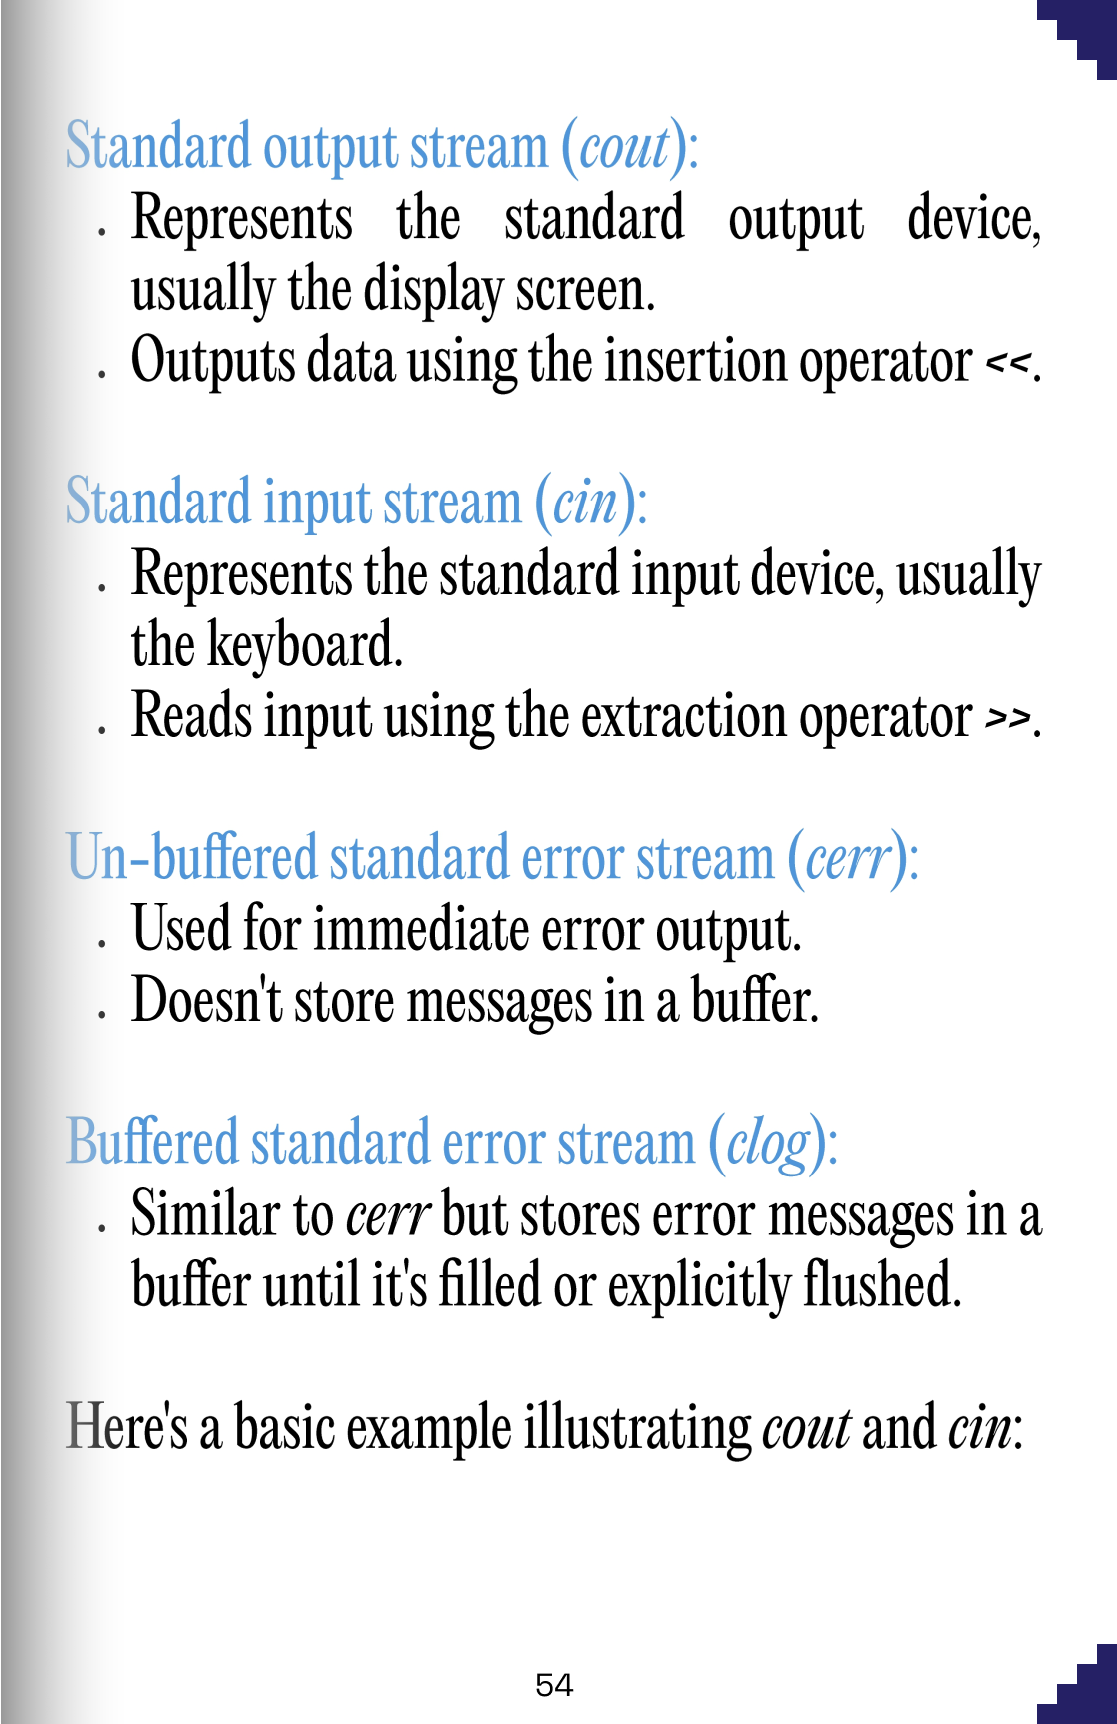 Standard output stream (cout):
. Represents the standard output device,
usually the display screen.
. Outputs data using the insertion operator <<.
Standard input stream (cin):
. Represents the standard input device, usually
the keyboard.
. Reads input using the extraction operator >>.
Un-buffered standard error stream (cerr):
. Used for immediate error output.
. Doesn't store messages in a buffer.
Buffered standard error stream (clog):
. Similar to cerr but stores error messages in a
buffer until it's filled or explicitly flushed.
Here's a basic example illustrating cout and cin:
54